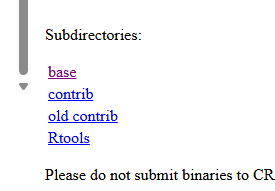 Subdirectories:
base
contrib
old contrib
Rtools
Please do not submit binaries to CR